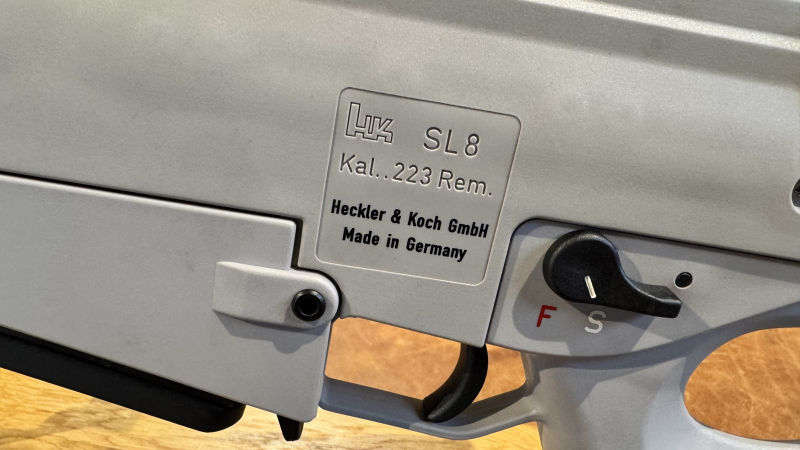 HK SL8
Kal..223 Rem.
Heckler & Koch GmbH
Made in Germany
F S